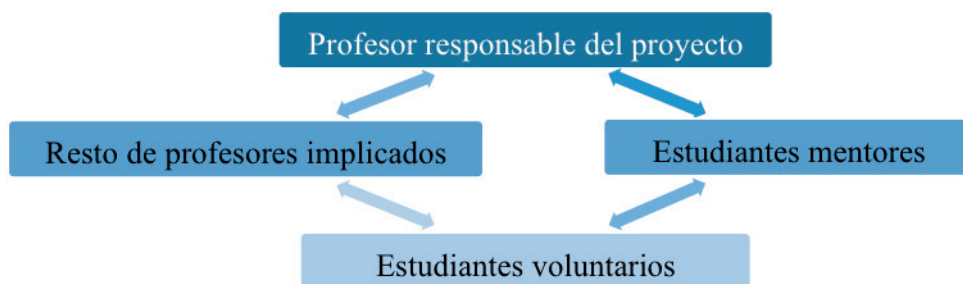 Profesor responsable del proyecto
Resto de profesores implicados
Estudiantes mentores
Estudiantes voluntarios